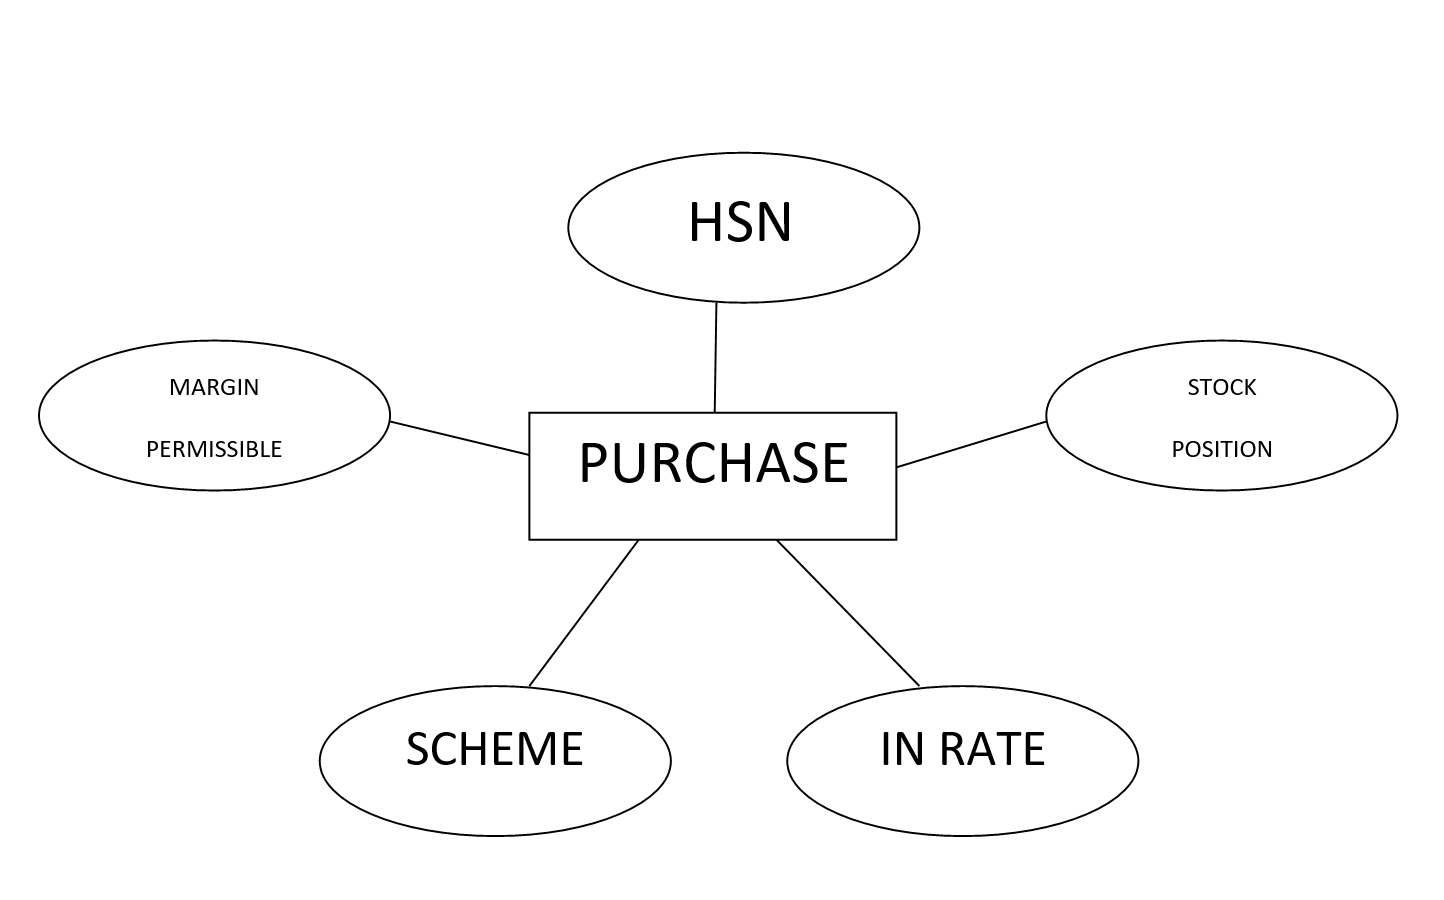 HSN
MARGIN
PERMISSIBLE
STOCK
POSITION
PURCHASE
SCHEME
IN RATE